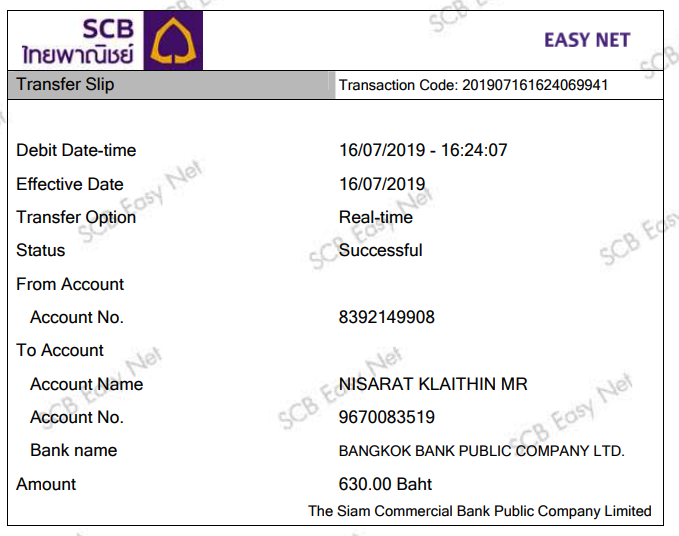 SCB
ไทยพาณิชย์
EASY NET
Transfer Slip Transaction Code: 201907161624069941
Debit Date-time 16/07/2019 - 16:24:07
Effective Date 16/07/2019
Transfer Option Real-time
Status Successful
From Account
Account No. 8392149908
To Account
Account Name NISARAT KLAITHIN MR
Account No. 9670083519
Bank name BANGKOK BANK PUBLIC COMPANY LTD.
Amount 630.00 Baht
The Siam Commercial Bank Public Company Limited
SCB Easy Net
SCB Easy Net
SCB Easy
SCB Easy Net
SCB Easy Net
SCB Easy Net
SCB
SCB